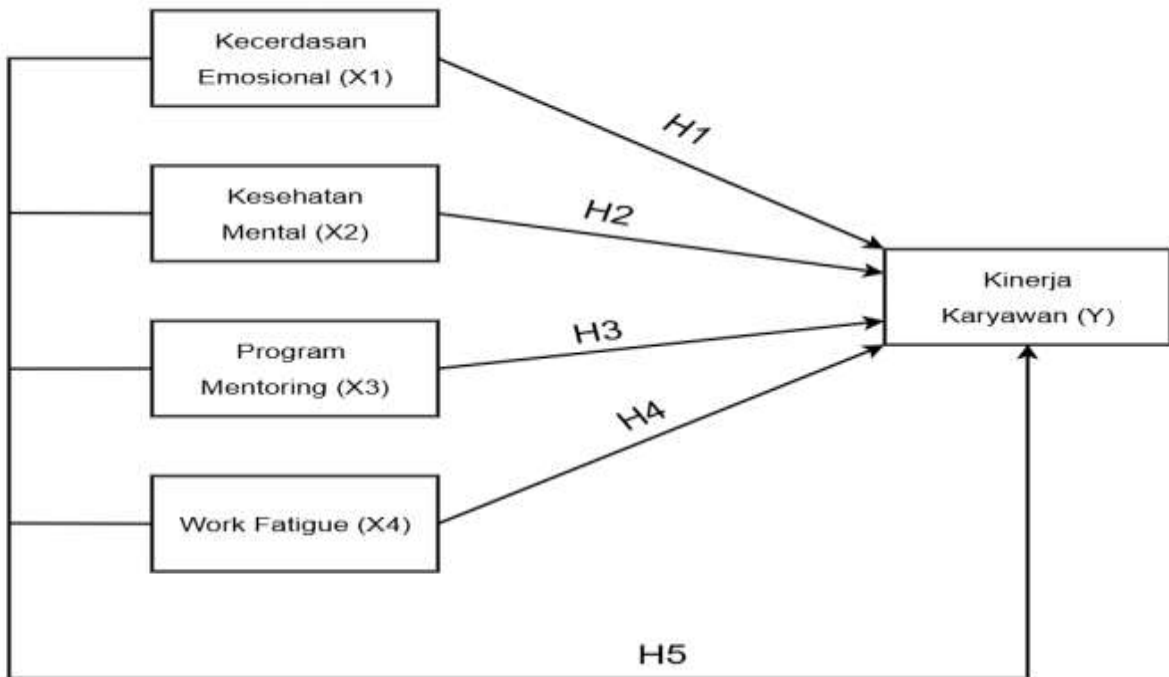 Kecerdasan
Emosional (X1)
H1
Kesehatan
Mental (X2)
H2
Kinerja
Karyawan (Y)
Program
Mentoring (X3)
H3
H4
Work Fatigue (X4)
H5